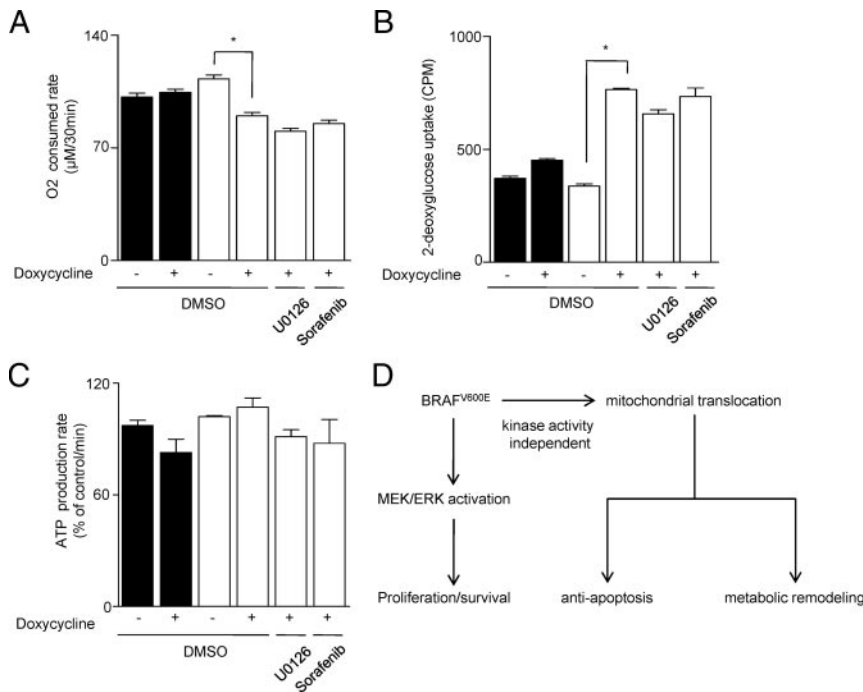 A
O2 consumed rate
(µM/30min)
140
70
0
*
Doxycycline - + - + + +
DMSO
U0126
Sorafenib
B
2-deoxyglucose uptake (CPM)
1000
500
0
*
Doxycycline - + - + + +
DMSO
U0126
Sorafenib
C
ATP production rate
(% of control/min)
120
60
0
Doxycycline - + - + + +
DMSO
U0126
Sorafenib
D
BRAFV600E
mitochondrial translocation
kinase activity
independent
MEK/ERK activation
Proliferation/survival
anti-apoptosis
metabolic remodeling